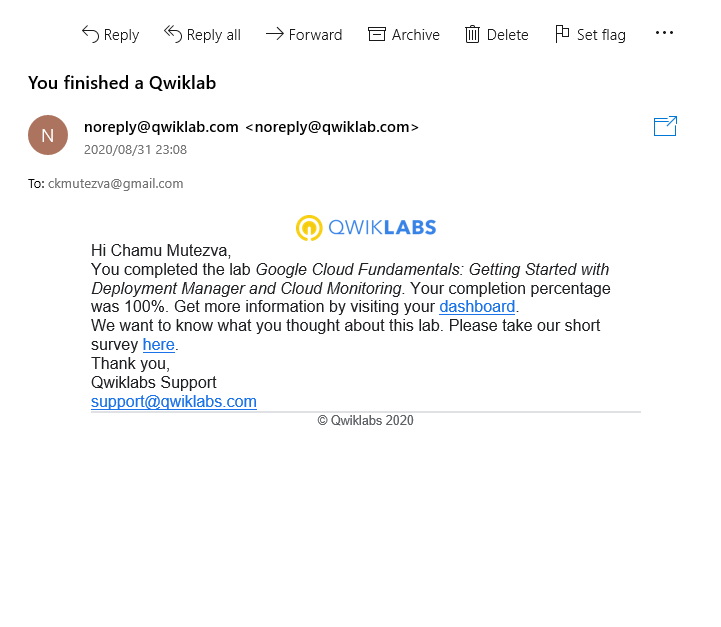 Reply Reply all Forward Archive Delete Set flag ...
You finished a Qwiklab
N
noreply@qwiklab.com <noreply@qwiklab.com>
2020/08/31 23:08
To: ckmutezva@gmail.com
QWIKLABS
Hi Chamu Mutezva,
You completed the lab Google Cloud Fundamentals: Getting Started with
Deployment Manager and Cloud Monitoring. Your completion percentage
was 100%. Get more information by visiting your dashboard.
We want to know what you thought about this lab. Please take our short
survey here.
Thank you,
Qwiklabs Support
support@qwiklabs.com
© Qwiklabs 2020